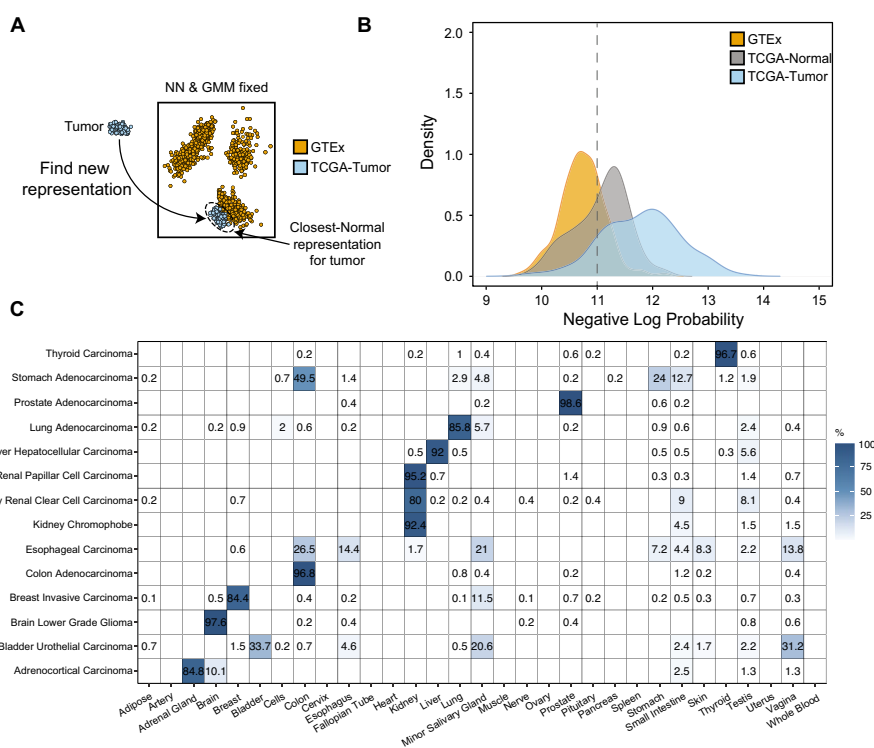 A
NN & GMM fixed
Tumor
Find new
representation
GTEx
TCGA-Tumor
Closest-Normal
representation
for tumor
B
Density
2.0
1.5
1.0
0.5
0.0
GTEx
TCGA-Normal
TCGA-Tumor
9 10 11 12 13 14 15
Negative Log Probability
C
Thyroid Carcinoma 0.2 0.2 1 0.4 0.6 0.2 0.2 96.7 0.6
Stomach Adenocarcinoma 0.2 0.7 49.5 1.4 2.9 4.8 0.2 0.2 24 12.7 1.2 1.9
Prostate Adenocarcinoma 0.4 0.2 98.6 0.6 0.2
Lung Adenocarcinoma 0.2 0.2 0.9 2 0.6 0.2 85.8 5.7 0.2 0.9 0.6 2.4 0.4
er Hepatocellular Carcinoma 0.5 92 0.5 0.5 0.5 0.3 5.6
Renal Papillary Cell Carcinoma 95.2 0.7 1.4 0.3 0.3 1.4 0.7
y Renal Clear Cell Carcinoma 0.2 0.7 80 0.2 0.2 0.4 0.4 0.2 0.4 9 8.1 0.4
Kidney Chromophobe 92.4 4.5 1.5 1.5
Esophageal Carcinoma 0.6 26.5 14.4 1.7 21 7.2 4.4 8.3 2.2 13.8
Colon Adenocarcinoma 96.8 0.8 0.4 0.2 1.2 0.2 0.4
Breast Invasive Carcinoma 0.1 0.5 84.4 0.4 0.2 0.1 11.5 0.1 0.7 0.2 0.2 0.5 0.3 0.7 0.3
Brain Lower Grade Glioma 97.6 0.2 0.4 0.2 0.4 0.8 0.6
Bladder Urothelial Carcinoma 0.7 1.5 33.7 0.2 0.7 4.6 0.5 20.6 2.4 1.7 2.2 31.2
Adrenocortical Carcinoma 84.8 10.1 2.5 1.3 1.3
Adipose Artery Adrenal Gland Brain Breast Bladder Cells Colon Cervix Esophagus Fallopian Tube Heart Kidney Liver Lung Minor Salivary Gland Muscle Nerve Ovary Prostate Pituitary Pancreas Spleen Stomach Small Intestine Skin Thyroid Testis Uterus Vagina Whole Blood
%
100
75
50
25